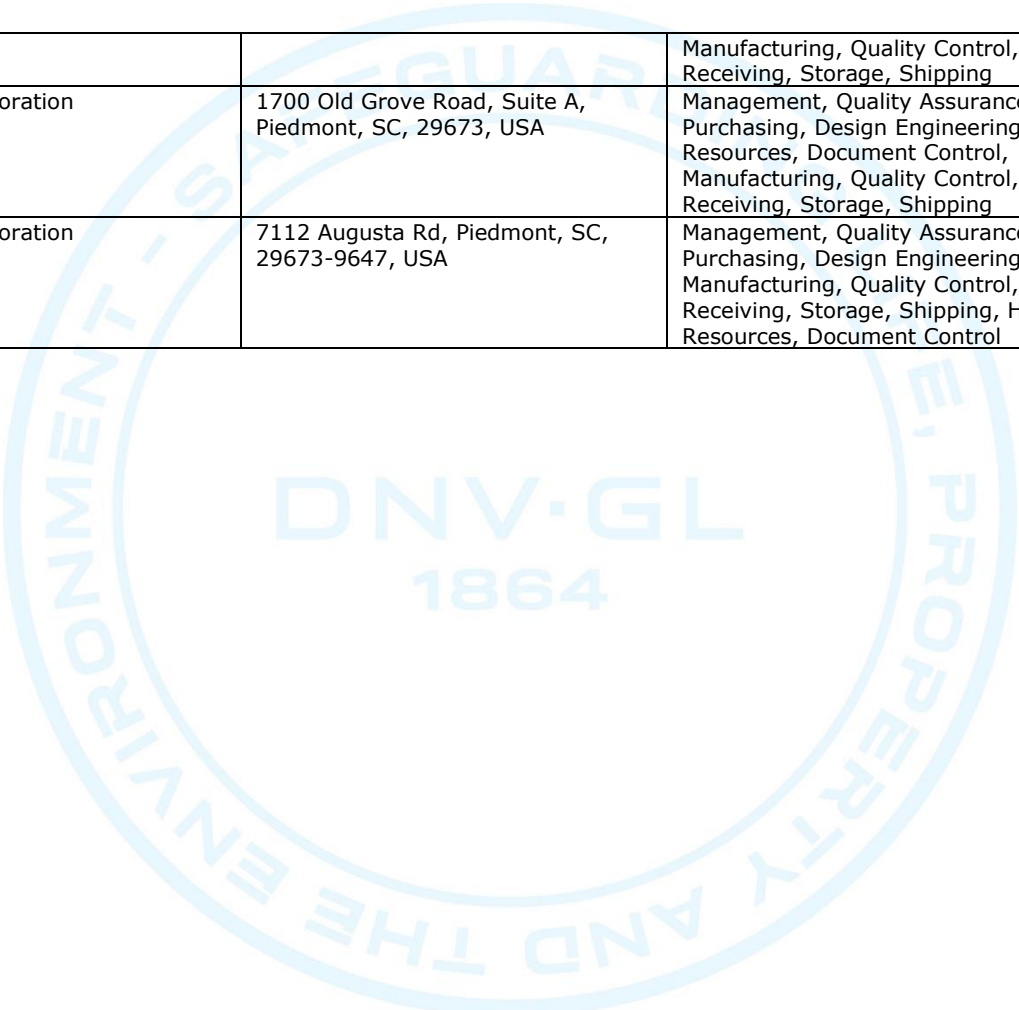 Manufacturing, Quality Control,
Receiving, Storage, Shipping
oration
1700 Old Grove Road, Suite A,
Piedmont, SC, 29673, USA
Management, Quality Assurance
Purchasing, Design Engineering
Resources, Document Control,
Manufacturing, Quality Control,
Receiving, Storage, Shipping
oration
7112 Augusta Rd, Piedmont, SC,
29673-9647, USA
Management, Quality Assurance
Purchasing, Design Engineering
Manufacturing, Quality Control,
Receiving, Storage, Shipping, H
Resources, Document Control
SAFEGUARDING LIFE, PROPERTY AND THE ENVIRONMENT -
DNV·GL
1864